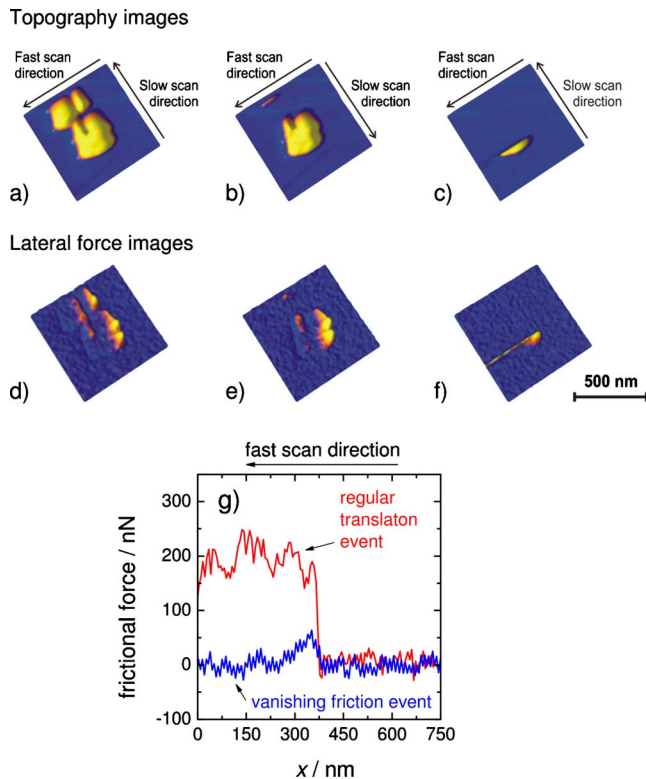 Topography images
Fast scan
direction
Slow scan
direction
a)
Fast scan
direction
Slow scan
direction
b)
Fast scan
direction
Slow scan
direction
c)
Lateral force images
d)
e)
f)
500 nm
fast scan direction
g)
regular
translaton
event
vanishing friction event
frictional force / nN
300
200
100
0
-100
0
150
300
450
600
750
x / nm